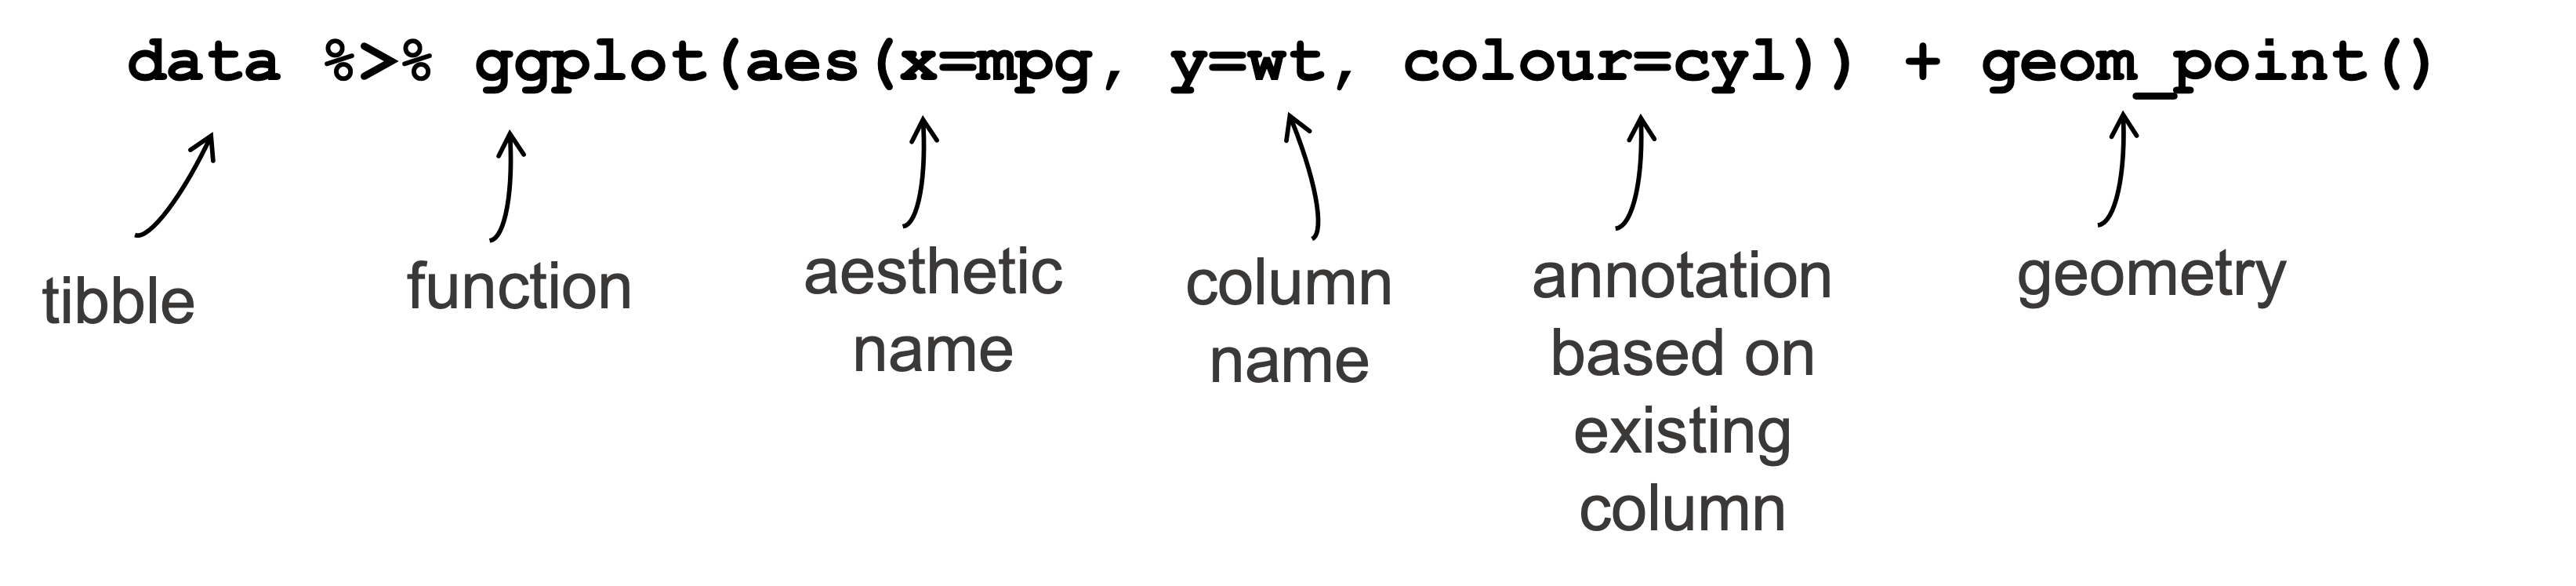 data %>% ggplot(aes(x=mpg, y=wt, colour=cyl)) + geom_point()
tibble
function
aesthetic
name
column
name
annotation
based on
existing
column
geometry